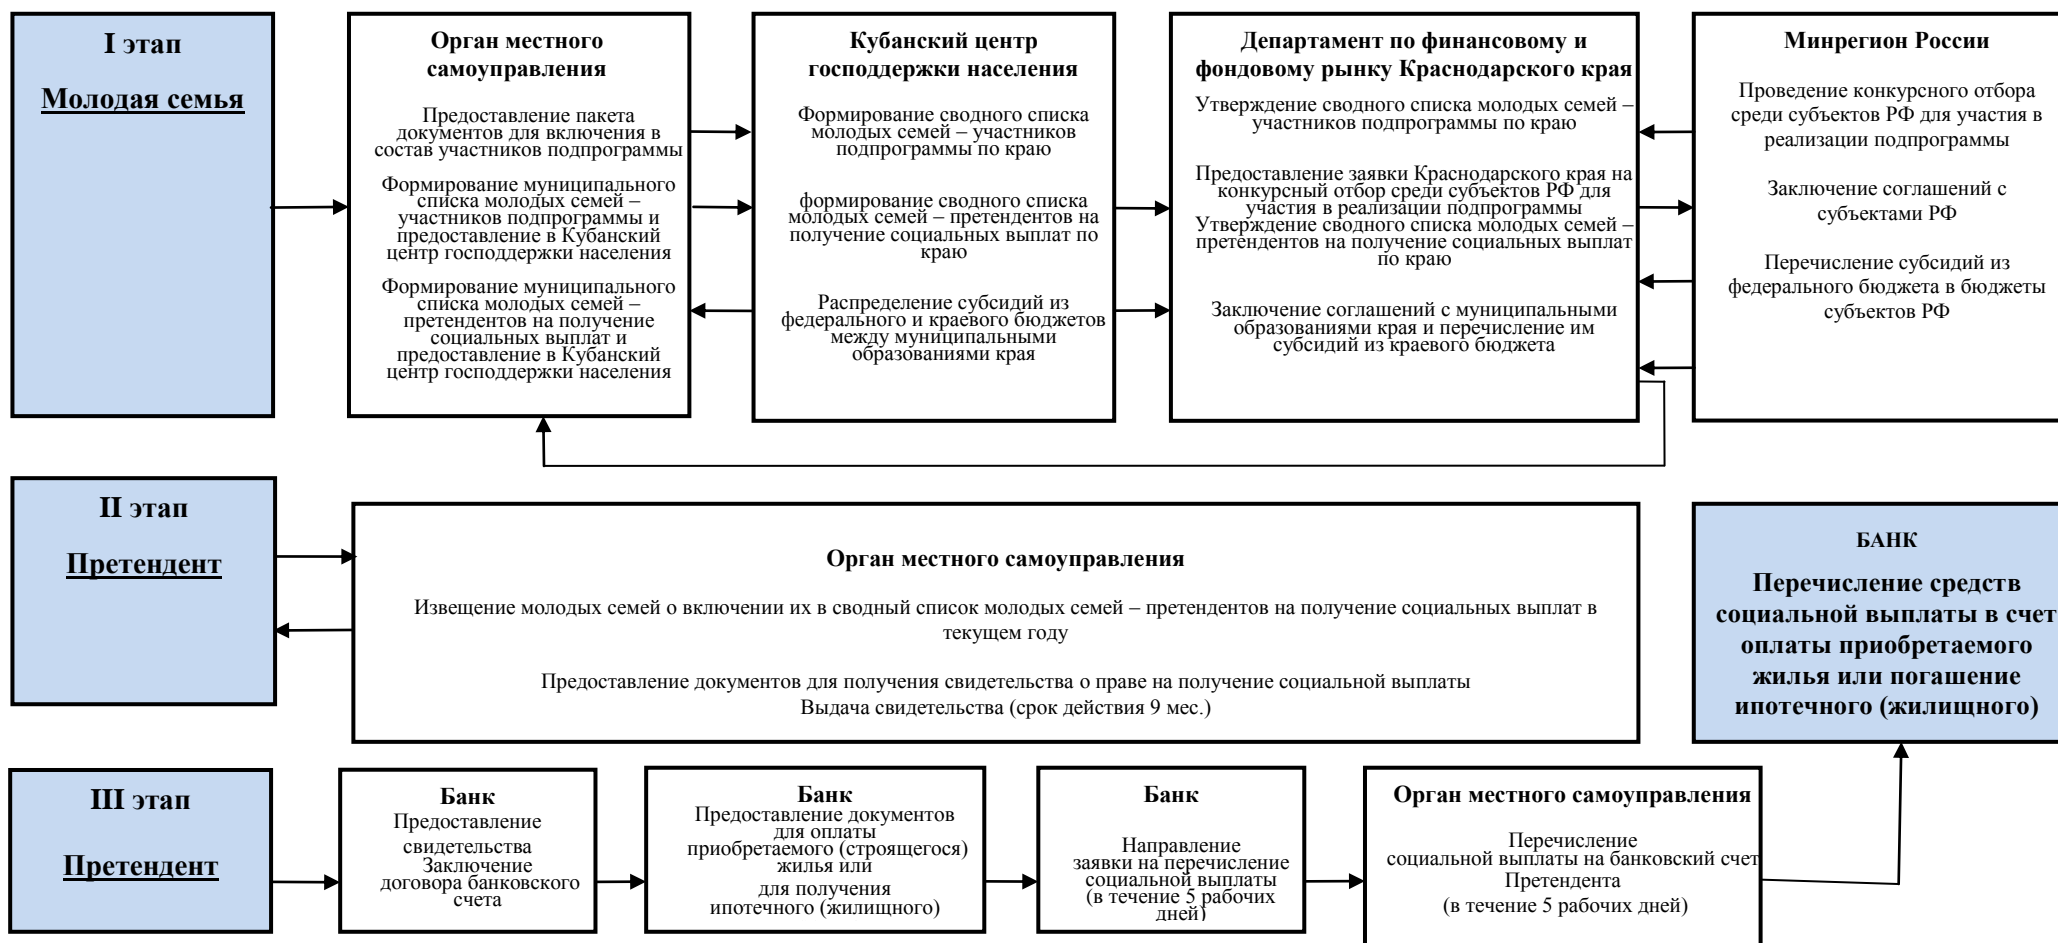 I этап
Молодая семья
Орган местного
самоуправления
Предоставление пакета
документов для включения в
состав участников подпрограммы
Формирование муниципального
списка молодых семей –
участников подпрограммы и
предоставление в Кубанский
центр господдержки населения
Формирование муниципального
списка молодых семей –
претендентов на получение
социальных выплат и
предоставление в Кубанский
центр господдержки населения
Кубанский центр
господдержки населения
Формирование сводного списка
молодых семей – участников
подпрограммы по краю
формирование сводного списка
молодых семей – претендентов на
получение социальных выплат по
краю
Распределение субсидий из
федерального и краевого бюджетов
между муниципальными
образованиями края
Департамент по финансовому и
фондовому рынку Краснодарского края
Утверждение сводного списка молодых семей –
участников подпрограммы по краю
Предоставление заявки Краснодарского края на
конкурсный отбор среди субъектов РФ для
участия в реализации подпрограммы
Утверждение сводного списка молодых семей –
претендентов на получение социальных выплат
по краю
Заключение соглашений с муниципальными
образованиями края и перечисление им
субсидий из краевого бюджета
Минрегион России
Проведение конкурсного отбора
среди субъектов РФ для участия в
реализации подпрограммы
Заключение соглашений с
субъектами РФ
Перечисление субсидий из
федерального бюджета в бюджеты
субъектов РФ
II этап
Претендент
Орган местного самоуправления
Извещение молодых семей о включении их в сводный список молодых семей – претендентов на получение социальных выплат в
текущем году
Предоставление документов для получения свидетельства о праве на получение социальной выплаты
Выдача свидетельства (срок действия 9 мес.)
БАНК
Перечисление средств
социальной выплаты в счет
оплаты приобретаемого
жилья или погашение
ипотечного (жилищного)
III этап
Претендент
Банк
Предоставление
свидетельства
Заключение
договора банковского
счета
Банк
Предоставление документов
для оплаты
приобретаемого (строящегося)
жилья или
для получения
ипотечного (жилищного)
Банк
Направление
заявки на перечисление
социальной выплаты
(в течение 5 рабочих
дней)
Орган местного самоуправления
Перечисление
социальной выплаты на банковский счет
Претендента
(в течение 5 рабочих дней)